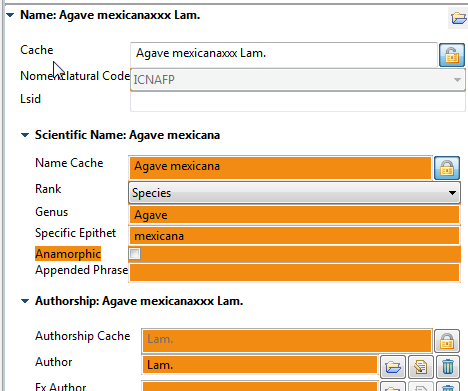 Name: Agave mexicanaxxx Lam.
Cache Agave mexicanaxxx Lam.
Nomenclatural Code ICNAFP
Lsid
Scientific Name: Agave mexicana
Name Cache Agave mexicana
Rank Species
Genus Agave
Specific Epithet mexicana
Anamorphic
Appended Phrase
Authorship: Agave mexicanaxxx Lam.
Authorship Cache Lam.
Author Lam.
Ex Author